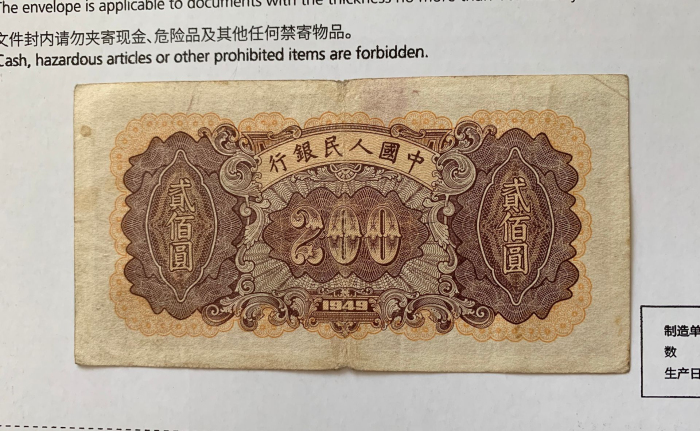 The envelope is applicable to documents with the thickness no more than
文件封内请勿夹寄现金、危险品及其他任何禁寄物品。
Cash, hazardous articles or other prohibited items are forbidden.
行銀民人國中
貳佰圓
200
貳佰圓
1949
制造单
数
生产日